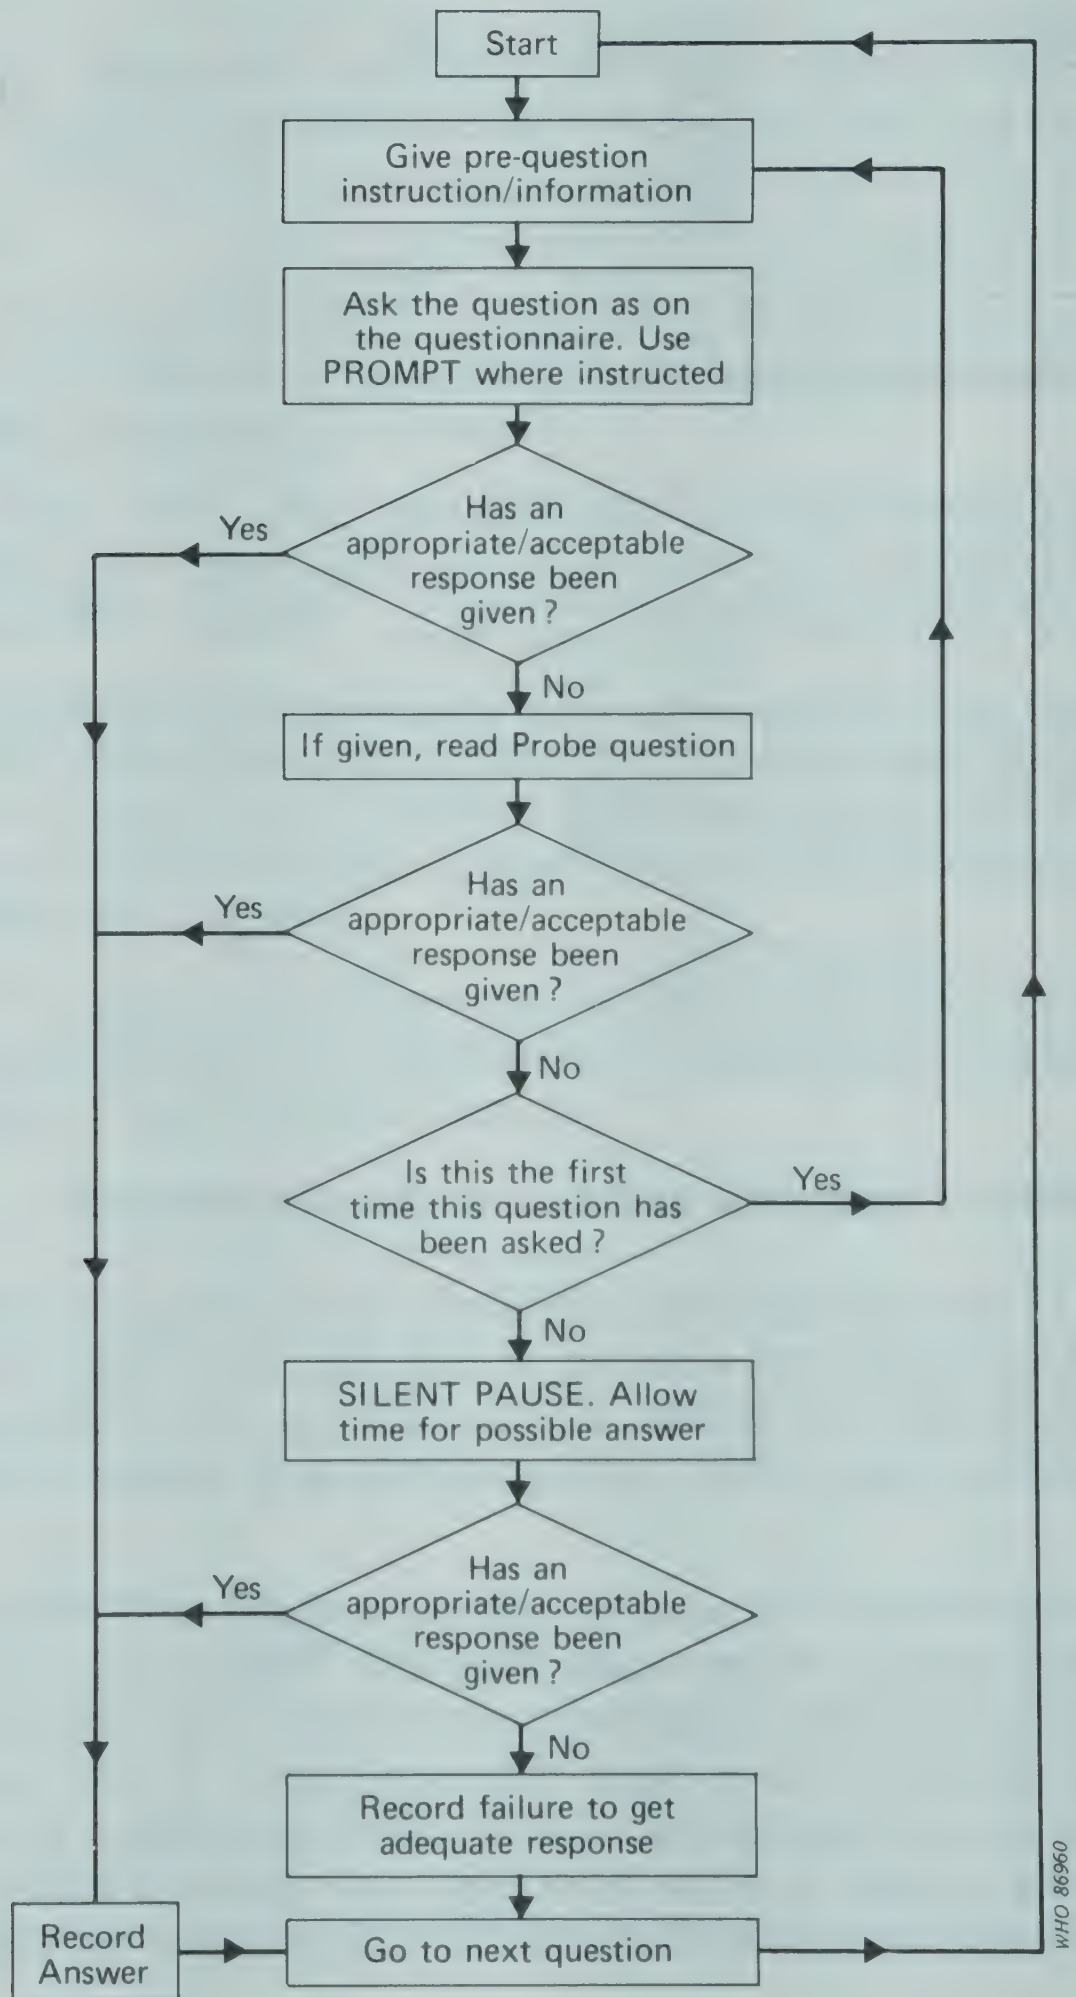 Start
Give pre-question
instruction/information
Ask the question as on
the questionnaire. Use
PROMPT where instructed
Has an
appropriate/acceptable
response been
given ?
Yes
No
If given, read Probe question
Has an
appropriate/acceptable
response been
given ?
Yes
No
Is this the first
time this question has
been asked ?
Yes
No
SILENT PAUSE. Allow
time for possible answer
Has an
appropriate/acceptable
response been
given ?
Yes
No
Record failure to get
adequate response
Record
Answer
Go to next question
WHO 86960